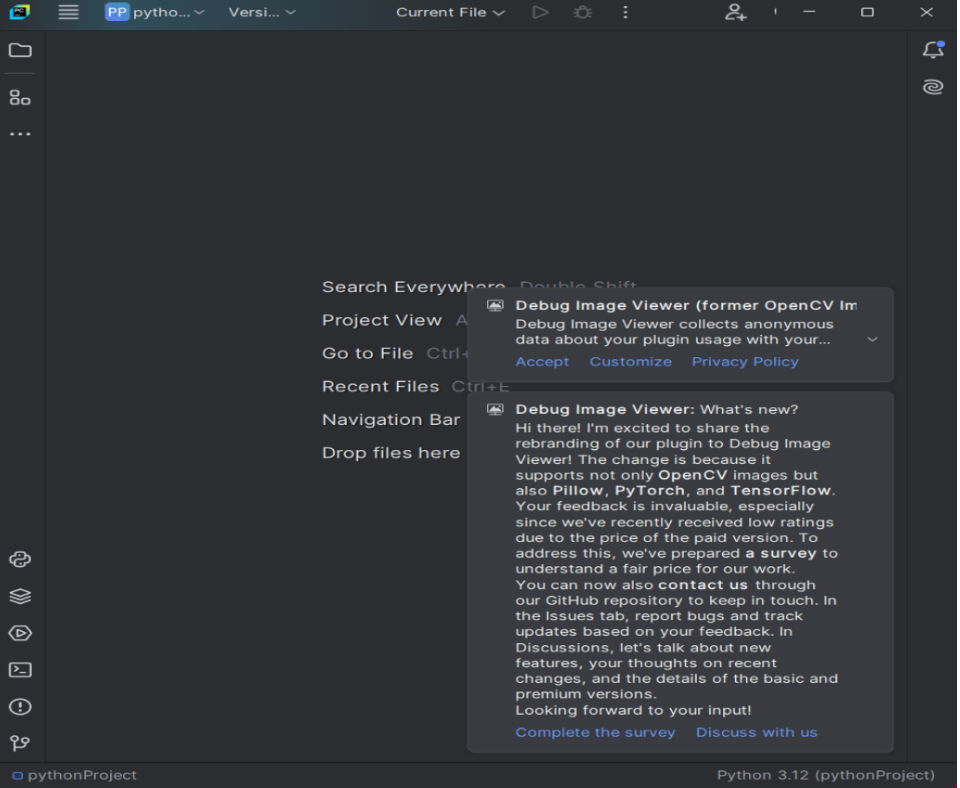 PC
PP pytho...
Versi...
Current File
Search Everywhere Double Shift
Project View A
Go to File Ctrl+
Recent Files Ctrl+E
Navigation Bar
Drop files here
Debug Image Viewer (former OpenCV Im
Debug Image Viewer collects anonymous
data about your plugin usage with your...
Accept Customize Privacy Policy
Debug Image Viewer: What's new?
Hi there! I'm excited to share the
rebranding of our plugin to Debug Image
Viewer! The change is because it
supports not only OpenCV images but
also Pillow, PyTorch, and TensorFlow.
Your feedback is invaluable, especially
since we've recently received low ratings
due to the price of the paid version. To
address this, we've prepared a survey to
understand a fair price for our work.
You can now also contact us through
our GitHub repository to keep in touch. In
the Issues tab, report bugs and track
updates based on your feedback. In
Discussions, let's talk about new
features, your thoughts on recent
changes, and the details of the basic and
premium versions.
Looking forward to your input!
Complete the survey Discuss with us
pythonProject
Python 3.12 (pythonProject)